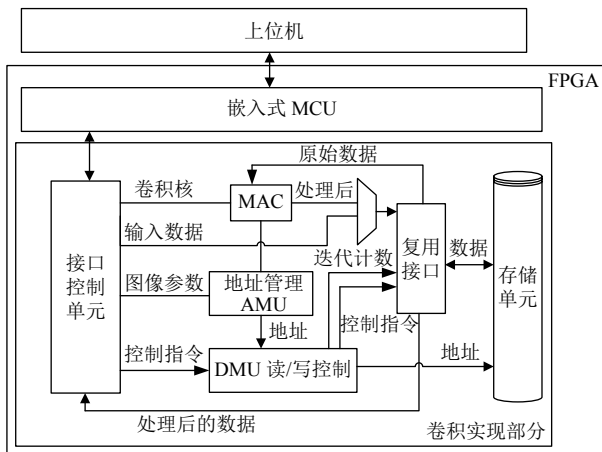 上位机
FPGA
嵌入式 MCU
原始数据
卷积核
MAC
处理后
输入数据
迭代计数
复用
接口
数据
接口
控制
单元
图像参数
地址管理
AMU
控制指令
存储
单元
地址
控制指令
DMU 读/写控制
地址
处理后的数据
卷积实现部分